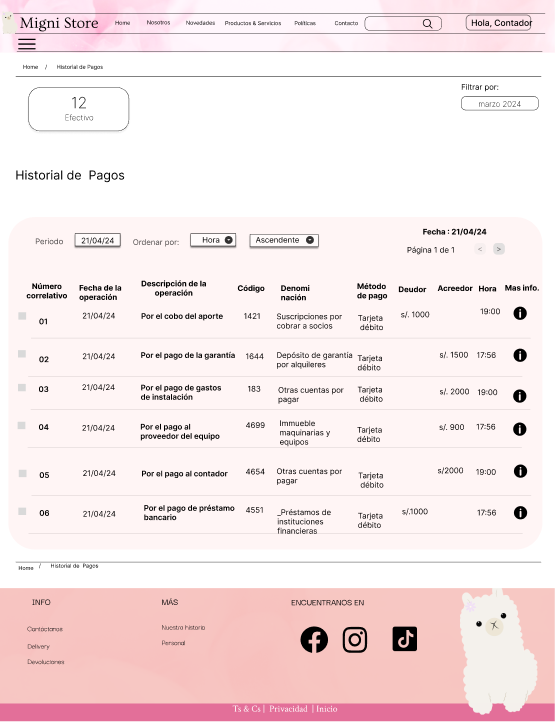 Migni Store
Home Nosotros Novedades Productos & Servicios Políticas Contacto
Hola, Contador
Home / Historial de Pagos
12
Efectivo
Filtrar por:
marzo 2024
Historial de Pagos
Fecha : 21/04/24
Periodo 21/04/24 Ordenar por: Hora Ascendente
Página 1 de 1 < >
Número correlativo
Fecha de la operación
Descripción de la operación
Código
Denomi nación
Método de pago
Deudor
Acreedor
Hora
Mas info.
01 21/04/24 Por el cobo del aporte 1421 Suscripciones por cobrar a socios Tarjeta débito s/. 1000 19:00
02 21/04/24 Por el pago de la garantía 1644 Depósito de garantía por alquileres Tarjeta débito s/. 1500 17:56
03 21/04/24 Por el pago de gastos de instalación 183 Otras cuentas por pagar Tarjeta débito s/. 2000 19:00
04 21/04/24 Por el pago al proveedor del equipo 4699 Immueble maquinarias y equipos Tarjeta débito s/. 900 17:56
05 21/04/24 Por el pago al contador 4654 Otras cuentas por pagar Tarjeta débito s/2000 19:00
06 21/04/24 Por el pago de préstamo bancario 4551 _Préstamos de instituciones financieras Tarjeta débito s/.1000 17:56
Home / Historial de Pagos
INFO MÁS ENCUENTRANOS EN
Contáctanos Nuestra historia
Delivery Personal
Devoluciones
Ts & Cs | Privacidad | Inicio